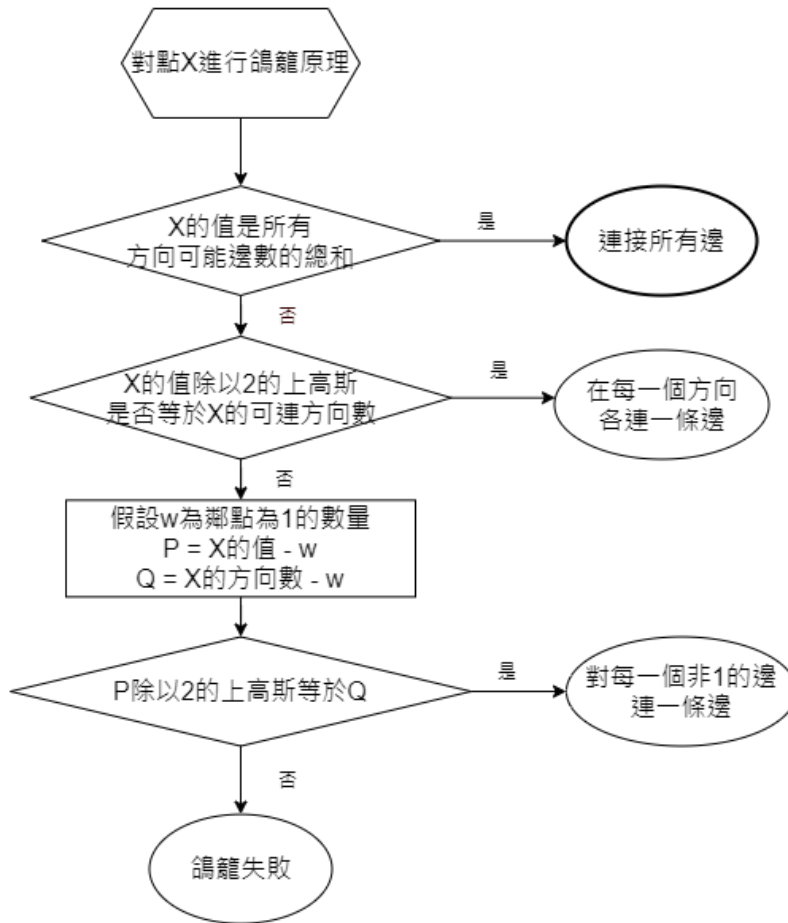 對點X進行鴿籠原理
X的值是所有
方向可能邊數的總和
是
連接所有邊
否
X的值除以2的上高斯
是否等於X的可連方向數
是
在每一個方向
各連一條邊
否
假設w為鄰點為1的數量
P = X的值 - w
Q = X的方向數 - w
P除以2的上高斯等於Q
是
對每一個非1的邊
連一條邊
否
鴿籠失敗